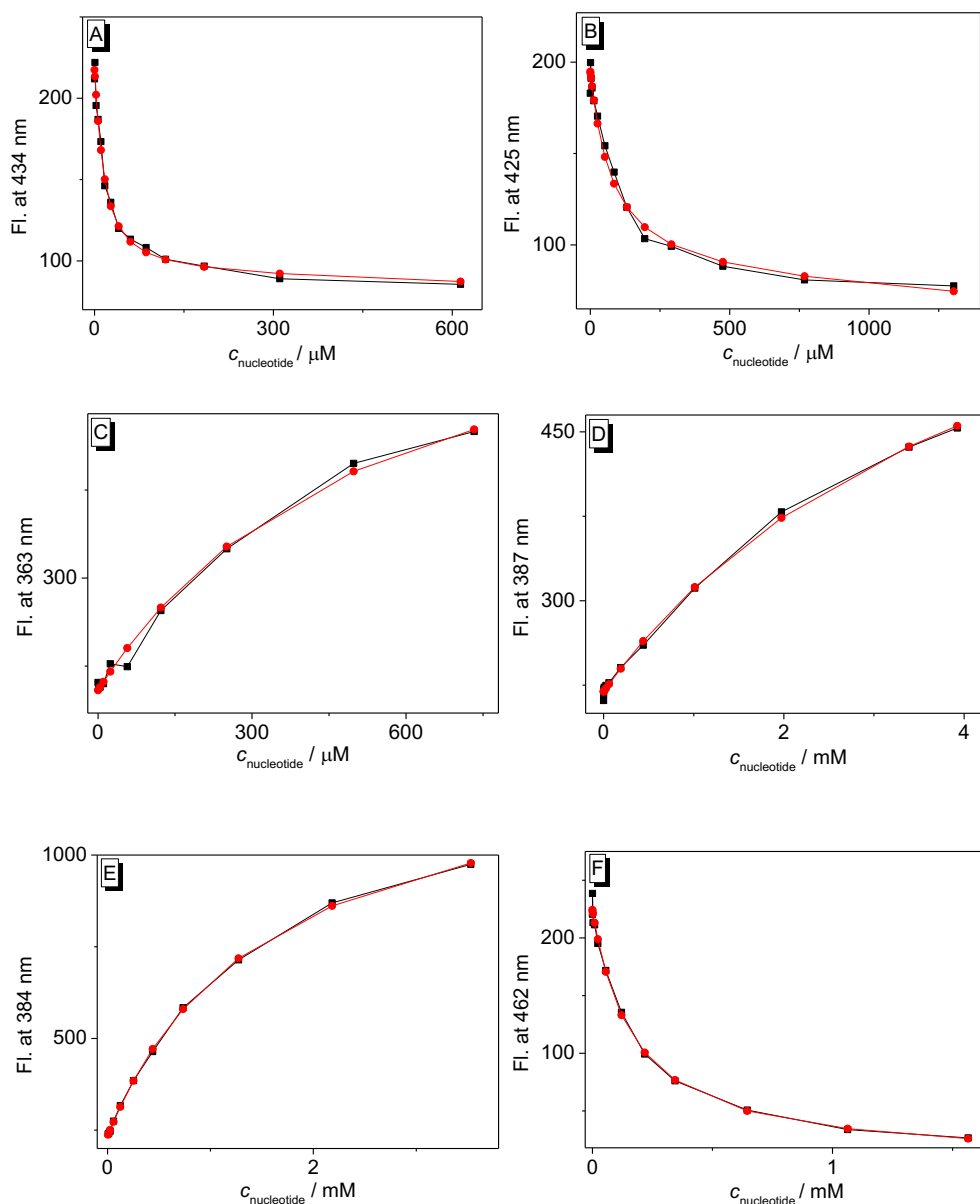 A
Fl. at 434 nm
200
100
0
300
600
c_nucleotide / μM
B
Fl. at 425 nm
200
100
0
500
1000
c_nucleotide / μM
C
Fl. at 363 nm
300
0
300
600
c_nucleotide / μM
D
Fl. at 387 nm
450
300
0
2
4
c_nucleotide / mM
E
Fl. at 384 nm
1000
500
0
2
c_nucleotide / mM
F
Fl. at 462 nm
200
100
0
1
c_nucleotide / mM